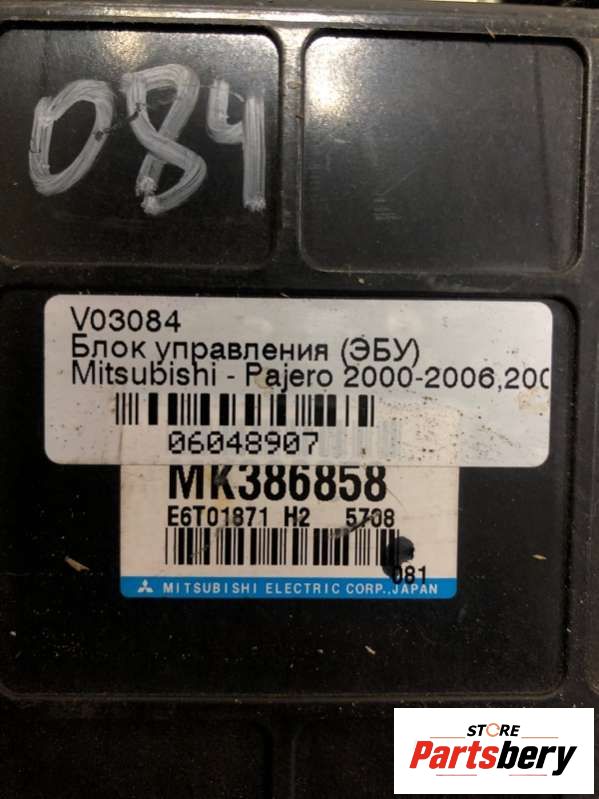 084
V03084
Блок управления (ЭБУ)
Mitsubishi - Pajero 2000-2006,200
06048907
MK386858
E6T01871 H2 5708
081
MITSUBISHI ELECTRIC CORP.,JAPAN
STORE
Partsbery